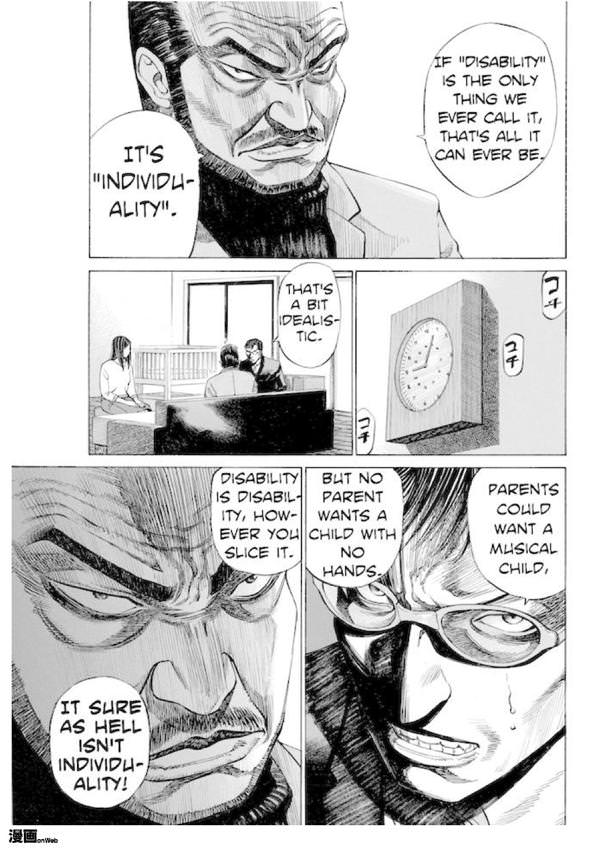 IF "DISABILITY"
IS THE ONLY
THING WE
EVER CALL IT,
THAT'S ALL IT
CAN EVER BE.
IT'S
"INDIVIDU-
ALITY".
コチ
コチ
コチ
THAT'S
A BIT
IDEALIS-
TIC.
PARENTS
COULD
WANT A
MUSICAL
CHILD,
BUT NO
PARENT
WANTS A
CHILD WITH
NO
HANDS.
DISABILITY
IS DISABIL-
ITY, HOW-
EVER YOU
SLICE IT.
IT SURE
AS HELL
ISN'T
INDIVIDU-
ALITY!
漫画onWeb